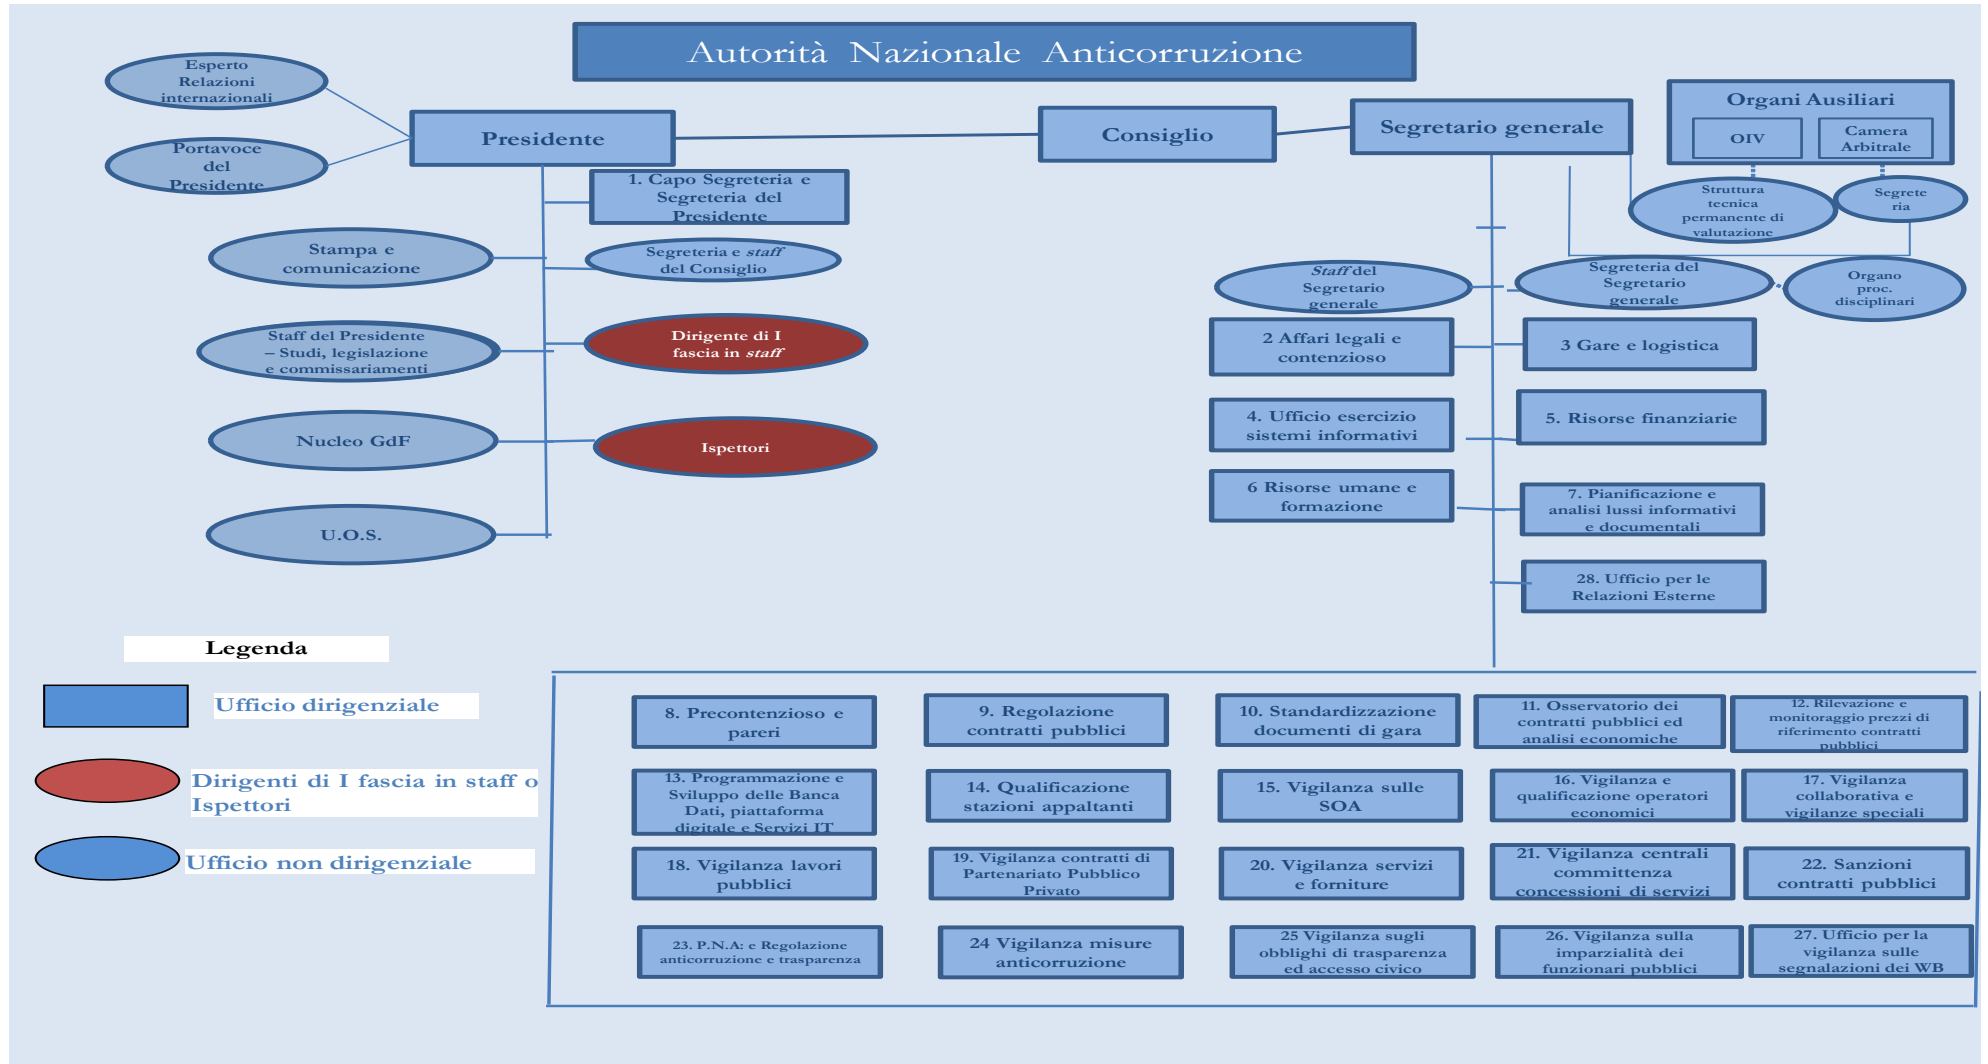 Autorità Nazionale Anticorruzione
Esperto
Relazioni
internazionali
Portavoce
del
Presidente
Presidente
Consiglio
Segretario generale
Organi Ausiliari
OIV
Camera
Arbitrale
Struttura
tecnica
permanente di
valutazione
Segrete
ria
1. Capo Segreteria e
Segreteria del
Presidente
Stampa e
comunicazione
Segreteria e staff
del Consiglio
Staff del Presidente
– Studi, legislazione
e commissariamenti
Dirigente di I
fascia in staff
Nucleo GdF
Ispettori
U.O.S.
Staff del
Segretario
generale
Segreteria del
Segretario
generale
Organo
proc.
disciplinari
2 Affari legali e
contenzioso
3 Gare e logistica
4. Ufficio esercizio
sistemi informativi
5. Risorse finanziarie
6 Risorse umane e
formazione
7. Pianificazione e
analisi lussi informativi
e documentali
28. Ufficio per le
Relazioni Esterne
Legenda
Ufficio dirigenziale
Dirigenti di I fascia in staff o
Ispettori
Ufficio non dirigenziale
8. Precontenzioso e
pareri
9. Regolazione
contratti pubblici
10. Standardizzazione
documenti di gara
11. Osservatorio dei
contratti pubblici ed
analisi economiche
12. Rilevazione e
monitoraggio prezzi di
riferimento contratti
pubblici
13. Programmazione e
Sviluppo delle Banca
Dati, piattaforma
digitale e Servizi IT
14. Qualificazione
stazioni appaltanti
15. Vigilanza sulle
SOA
16. Vigilanza e
qualificazione operatori
economici
17. Vigilanza
collaborativa e
vigilanze speciali
18. Vigilanza lavori
pubblici
19. Vigilanza contratti di
Partenariato Pubblico
Privato
20. Vigilanza servizi
e forniture
21. Vigilanza centrali
committenza
concessioni di servizi
22. Sanzioni
contratti pubblici
23. P.N.A: e Regolazione
anticorruzione e trasparenza
24 Vigilanza misure
anticorruzione
25 Vigilanza sugli
obblighi di trasparenza
ed accesso civico
26. Vigilanza sulla
imparzialità dei
funzionari pubblici
27. Ufficio per la
vigilanza sulle
segnalazioni dei WB